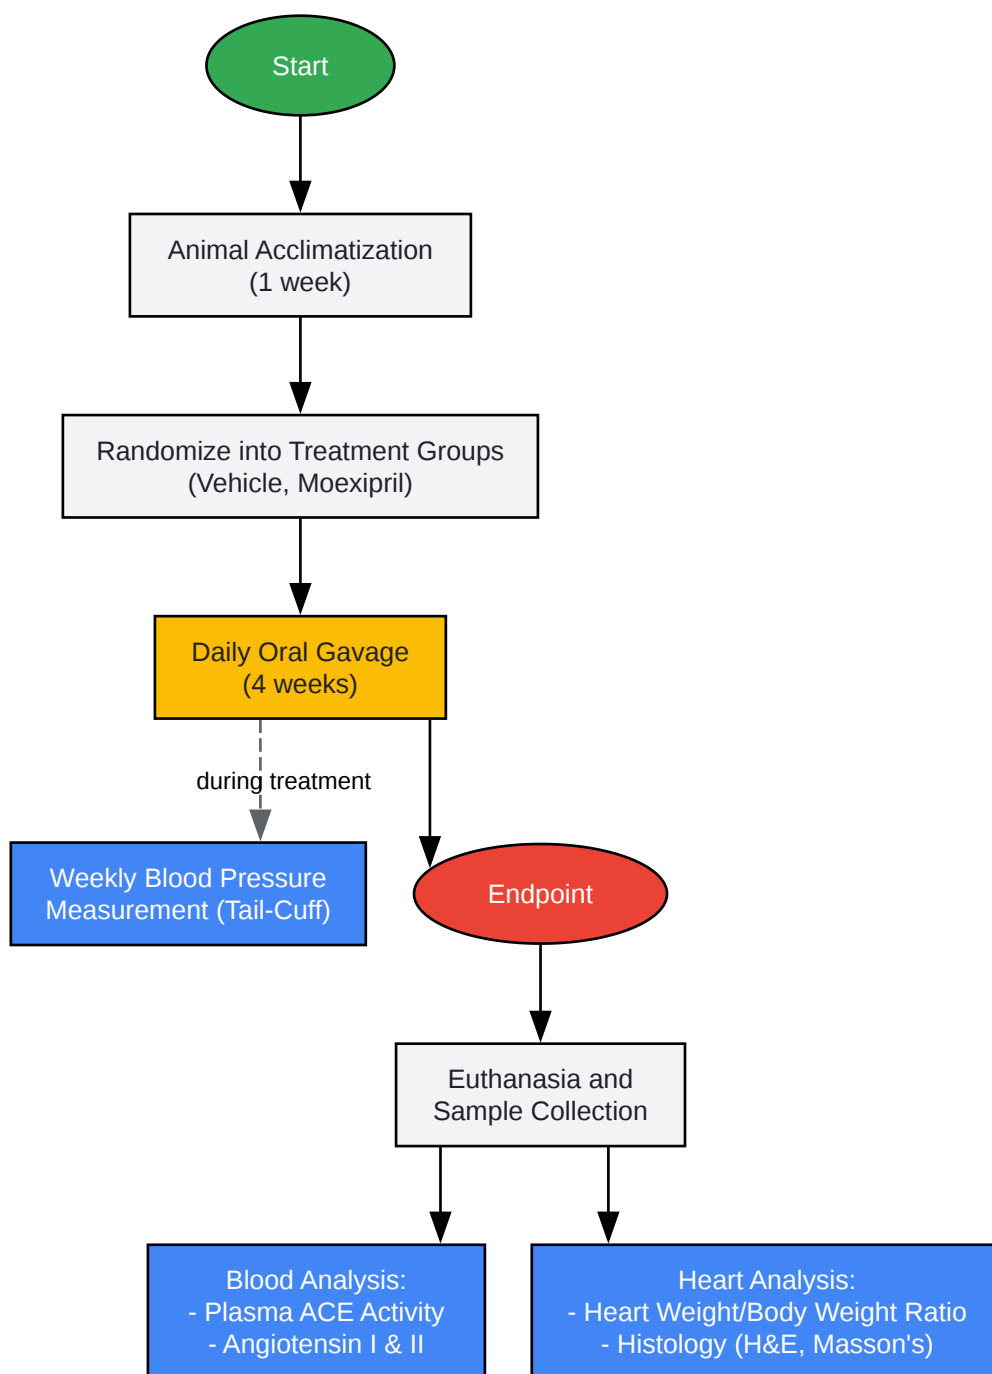 Start
Animal Acclimatization
(1 week)
Randomize into Treatment Groups
(Vehicle, Moexipril)
Daily Oral Gavage
(4 weeks)
during treatment
Weekly Blood Pressure
Measurement (Tail-Cuff)
Endpoint
Euthanasia and
Sample Collection
Blood Analysis:
- Plasma ACE Activity
- Angiotensin I & II
Heart Analysis:
- Heart Weight/Body Weight Ratio
- Histology (H&E, Masson's)